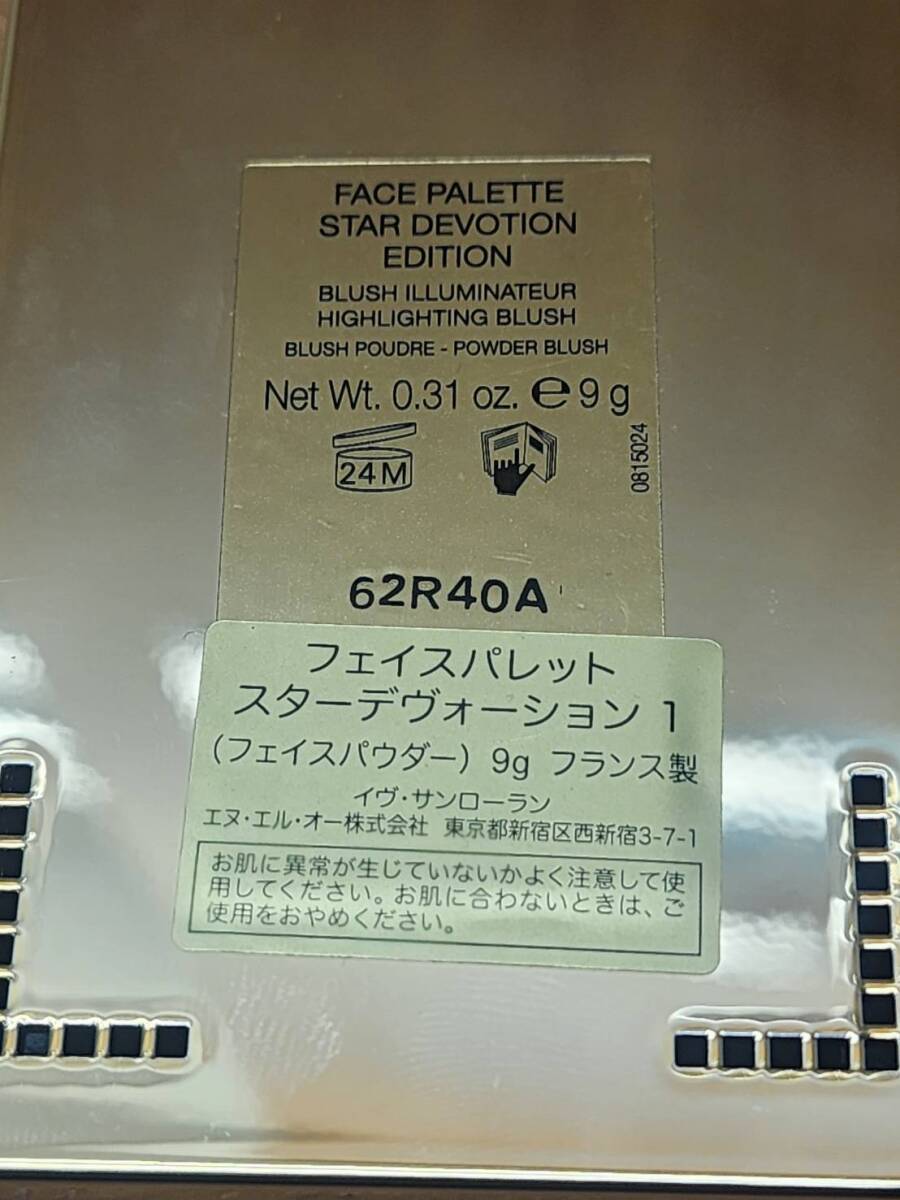 FACE PALETTE
STAR DEVOTION
EDITION
BLUSH ILLUMINATEUR
HIGHLIGHTING BLUSH
BLUSH POUDRE - POWDER BLUSH
Net Wt. 0.31 oz. ℮ 9 g
24M
0815024
62R40A
フェイスパレット
スターデヴォーション 1
(フェイスパウダー) 9g フランス製
イヴ・サンローラン
エヌ・エル・オー株式会社 東京都新宿区西新宿3-7-1
お肌に異常が生じていないかよく注意して使
用してください。お肌に合わないときは、ご
使用をおやめください。